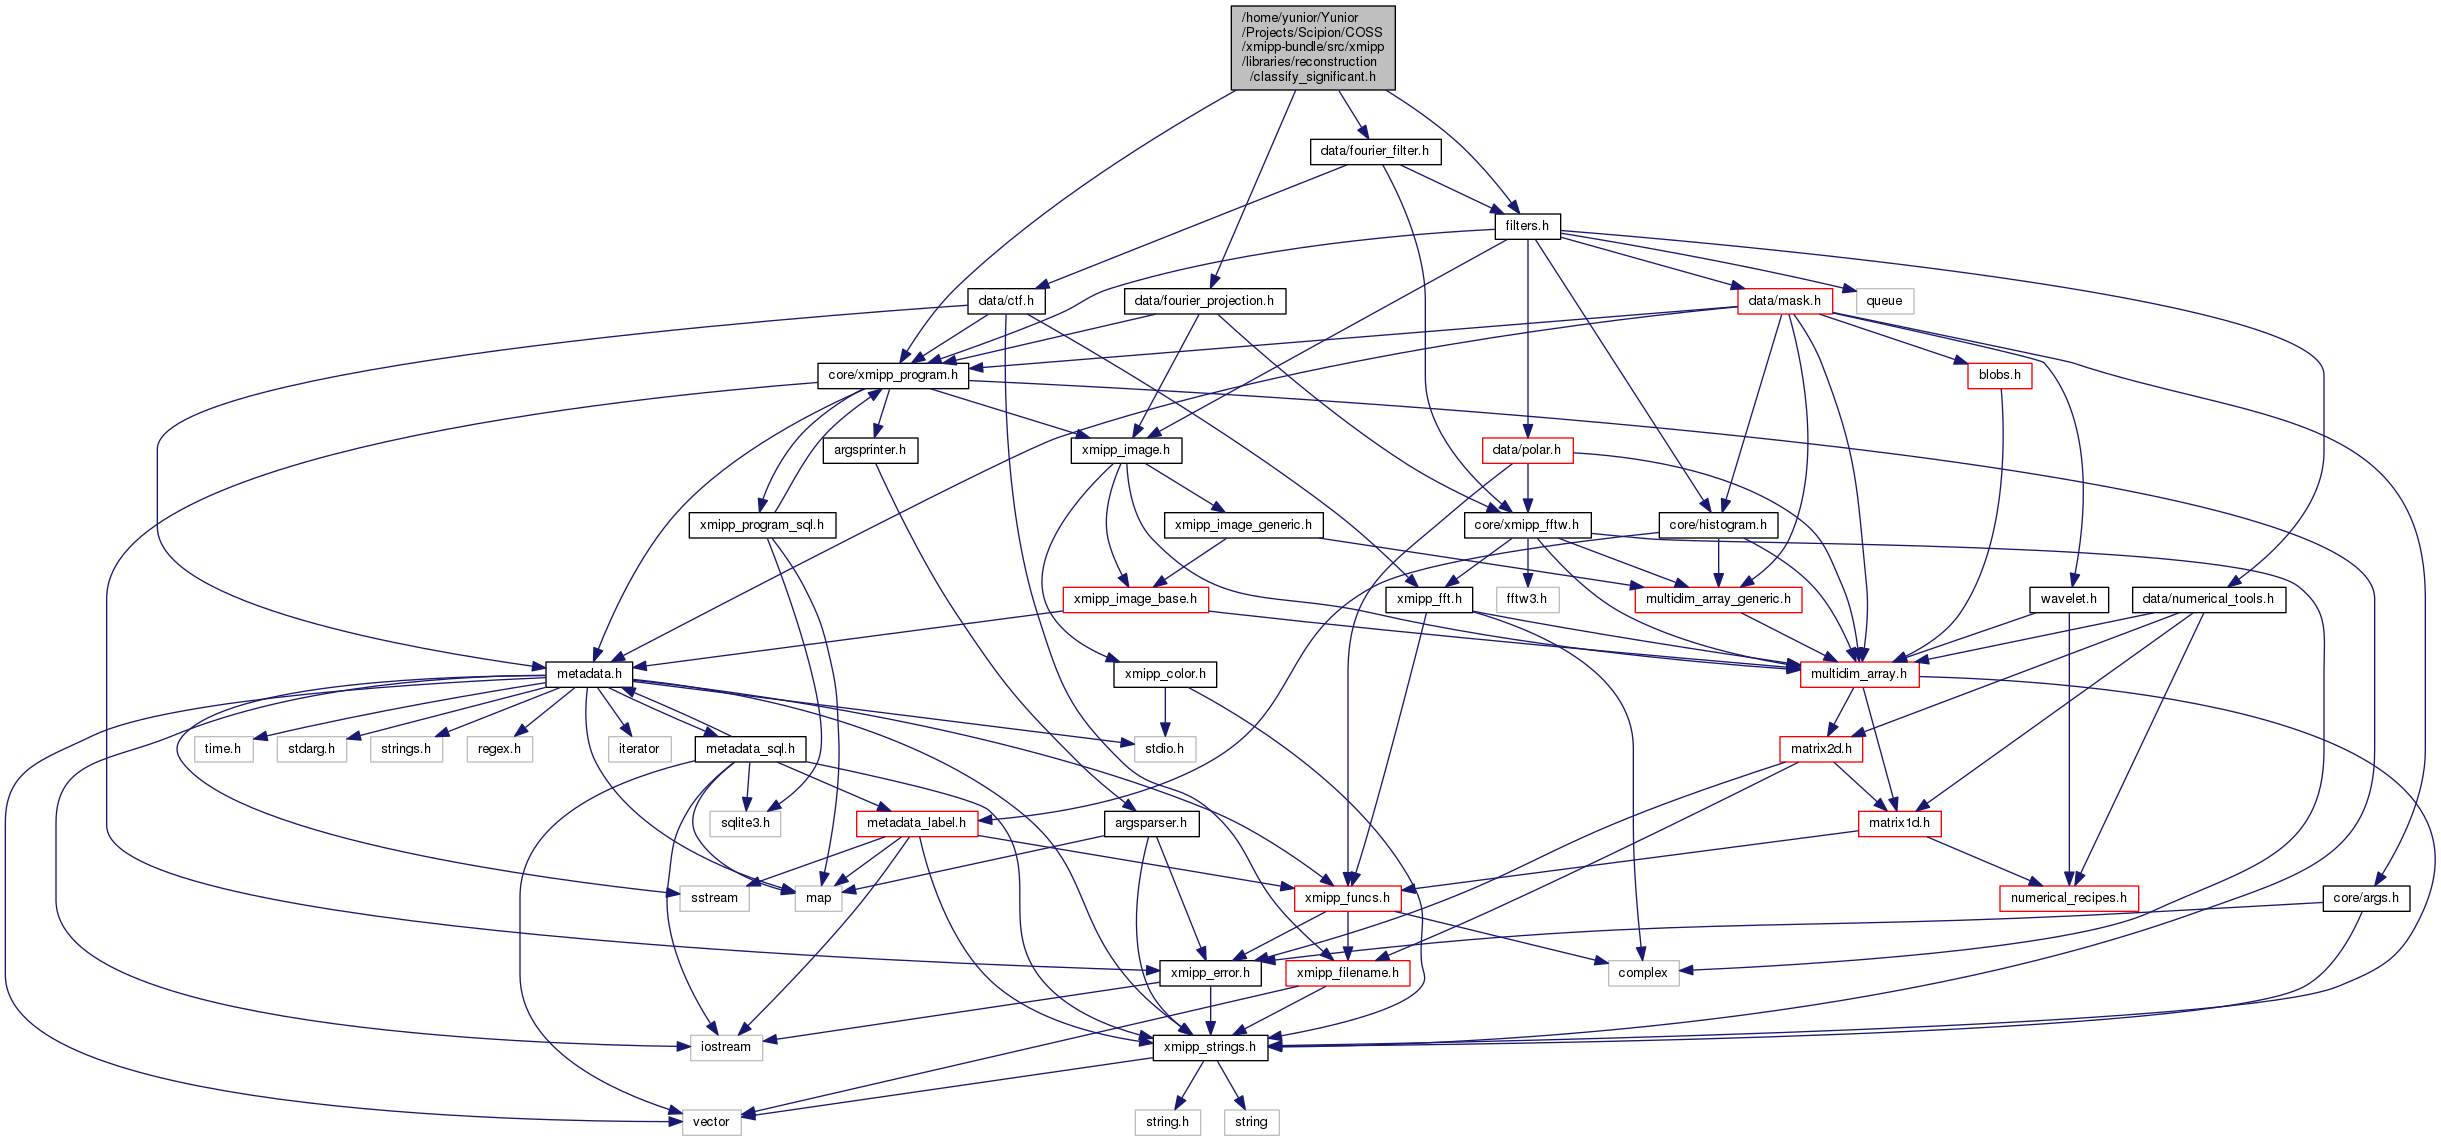 /home/yunior/Yunior
/Projects/Scipion/COSS
/xmipp-bundle/src/xmipp
/libraries/reconstruction
/classify_significant.h
data/fourier_filter.h
filters.h
data/ctf.h
data/fourier_projection.h
data/mask.h
queue
core/xmipp_program.h
blobs.h
argsprinter.h
xmipp_image.h
data/polar.h
xmipp_program_sql.h
xmipp_image_generic.h
core/xmipp_fftw.h
core/histogram.h
xmipp_image_base.h
xmipp_fft.h
fftw3.h
multidim_array_generic.h
wavelet.h
data/numerical_tools.h
metadata.h
xmipp_color.h
multidim_array.h
time.h
stdarg.h
strings.h
regex.h
iterator
metadata_sql.h
stdio.h
matrix2d.h
sqlite3.h
metadata_label.h
argsparser.h
matrix1d.h
sstream
map
xmipp_funcs.h
numerical_recipes.h
core/args.h
xmipp_error.h
xmipp_filename.h
complex
iostream
xmipp_strings.h
vector
string.h
string